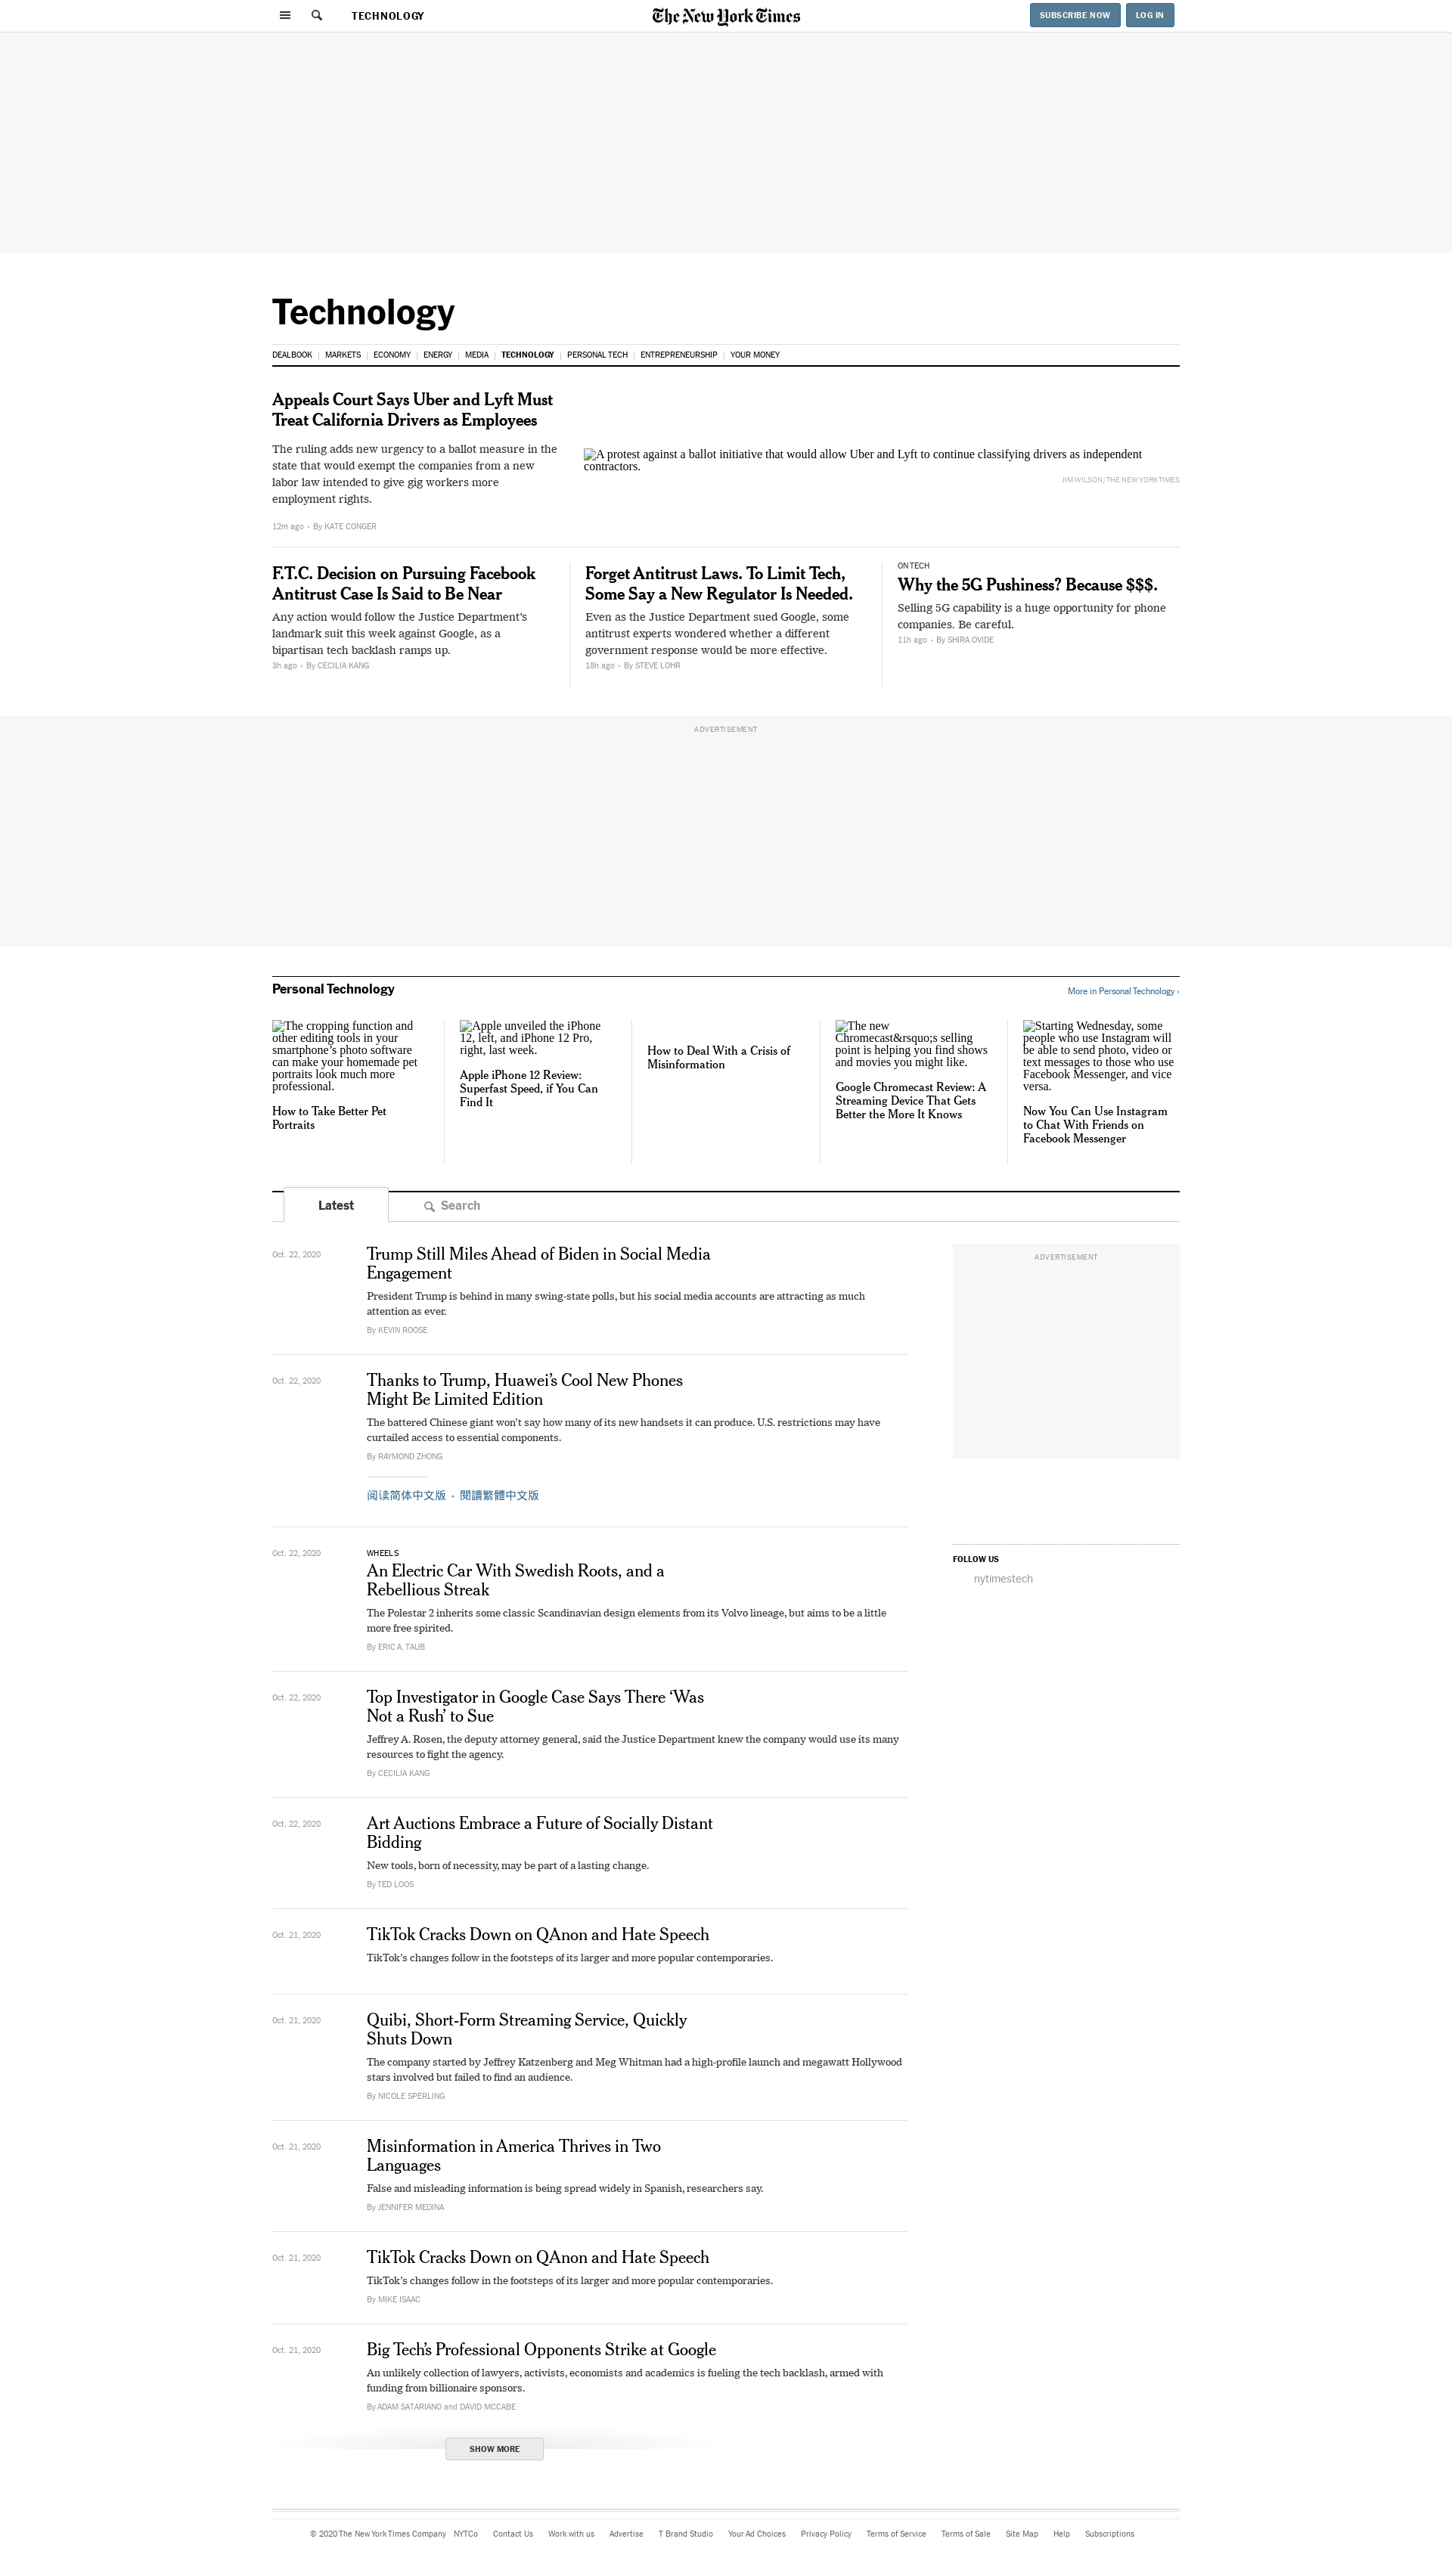 TECHNOLOGY
The New York Times
SUBSCRIBE NOW
LOG IN
Technology
DEALBOOK | MARKETS | ECONOMY | ENERGY | MEDIA | TECHNOLOGY | PERSONAL TECH | ENTREPRENEURSHIP | YOUR MONEY
Appeals Court Says Uber and Lyft Must
Treat California Drivers as Employees
The ruling adds new urgency to a ballot measure in the
state that would exempt the companies from a new
labor law intended to give gig workers more
employment rights.
12m ago • By KATE CONGER
A protest against a ballot initiative that would allow Uber and Lyft to continue classifying drivers as independent
contractors.
JIM WILSON/THE NEW YORK TIMES
F.T.C. Decision on Pursuing Facebook
Antitrust Case Is Said to Be Near
Any action would follow the Justice Department’s
landmark suit this week against Google, as a
bipartisan tech backlash ramps up.
3h ago • By CECILIA KANG
Forget Antitrust Laws. To Limit Tech,
Some Say a New Regulator Is Needed.
Even as the Justice Department sued Google, some
antitrust experts wondered whether a different
government response would be more effective.
18h ago • By STEVE LOHR
ON TECH
Why the 5G Pushiness? Because $$$.
Selling 5G capability is a huge opportunity for phone
companies. Be careful.
11h ago • By SHIRA OVIDE
ADVERTISEMENT
Personal Technology
More in Personal Technology »
The cropping function and
other editing tools in your
smartphone’s photo software
can make your homemade pet
portraits look much more
professional.
How to Take Better Pet
Portraits
Apple unveiled the iPhone
12, left, and iPhone 12 Pro,
right, last week.
Apple iPhone 12 Review:
Superfast Speed, if You Can
Find It
How to Deal With a Crisis of
Misinformation
The new
Chromecast&rsquo;s selling
point is helping you find shows
and movies you might like.
Google Chromecast Review: A
Streaming Device That Gets
Better the More It Knows
Starting Wednesday, some
people who use Instagram will
be able to send photo, video or
text messages to those who use
Facebook Messenger, and vice
versa.
Now You Can Use Instagram
to Chat With Friends on
Facebook Messenger
Latest
Search
Oct. 22, 2020
Trump Still Miles Ahead of Biden in Social Media
Engagement
President Trump is behind in many swing-state polls, but his social media accounts are attracting as much
attention as ever.
By KEVIN ROOSE
ADVERTISEMENT
Oct. 22, 2020
Thanks to Trump, Huawei’s Cool New Phones
Might Be Limited Edition
The battered Chinese giant won’t say how many of its new handsets it can produce. U.S. restrictions may have
curtailed access to essential components.
By RAYMOND ZHONG
阅读简体中文版 • 閱讀繁體中文版
FOLLOW US
nytimestech
Oct. 22, 2020
WHEELS
An Electric Car With Swedish Roots, and a
Rebellious Streak
The Polestar 2 inherits some classic Scandinavian design elements from its Volvo lineage, but aims to be a little
more free spirited.
By ERIC A. TAUB
Oct. 22, 2020
Top Investigator in Google Case Says There ‘Was
Not a Rush’ to Sue
Jeffrey A. Rosen, the deputy attorney general, said the Justice Department knew the company would use its many
resources to fight the agency.
By CECILIA KANG
Oct. 22, 2020
Art Auctions Embrace a Future of Socially Distant
Bidding
New tools, born of necessity, may be part of a lasting change.
By TED LOOS
Oct. 21, 2020
TikTok Cracks Down on QAnon and Hate Speech
TikTok’s changes follow in the footsteps of its larger and more popular contemporaries.
Oct. 21, 2020
Quibi, Short-Form Streaming Service, Quickly
Shuts Down
The company started by Jeffrey Katzenberg and Meg Whitman had a high-profile launch and megawatt Hollywood
stars involved but failed to find an audience.
By NICOLE SPERLING
Oct. 21, 2020
Misinformation in America Thrives in Two
Languages
False and misleading information is being spread widely in Spanish, researchers say.
By JENNIFER MEDINA
Oct. 21, 2020
TikTok Cracks Down on QAnon and Hate Speech
TikTok’s changes follow in the footsteps of its larger and more popular contemporaries.
By MIKE ISAAC
Oct. 21, 2020
Big Tech’s Professional Opponents Strike at Google
An unlikely collection of lawyers, activists, economists and academics is fueling the tech backlash, armed with
funding from billionaire sponsors.
By ADAM SATARIANO and DAVID MCCABE
SHOW MORE
© 2020 The New York Times Company NYTCo Contact Us Work with us Advertise T Brand Studio Your Ad Choices Privacy Policy Terms of Service Terms of Sale Site Map Help Subscriptions